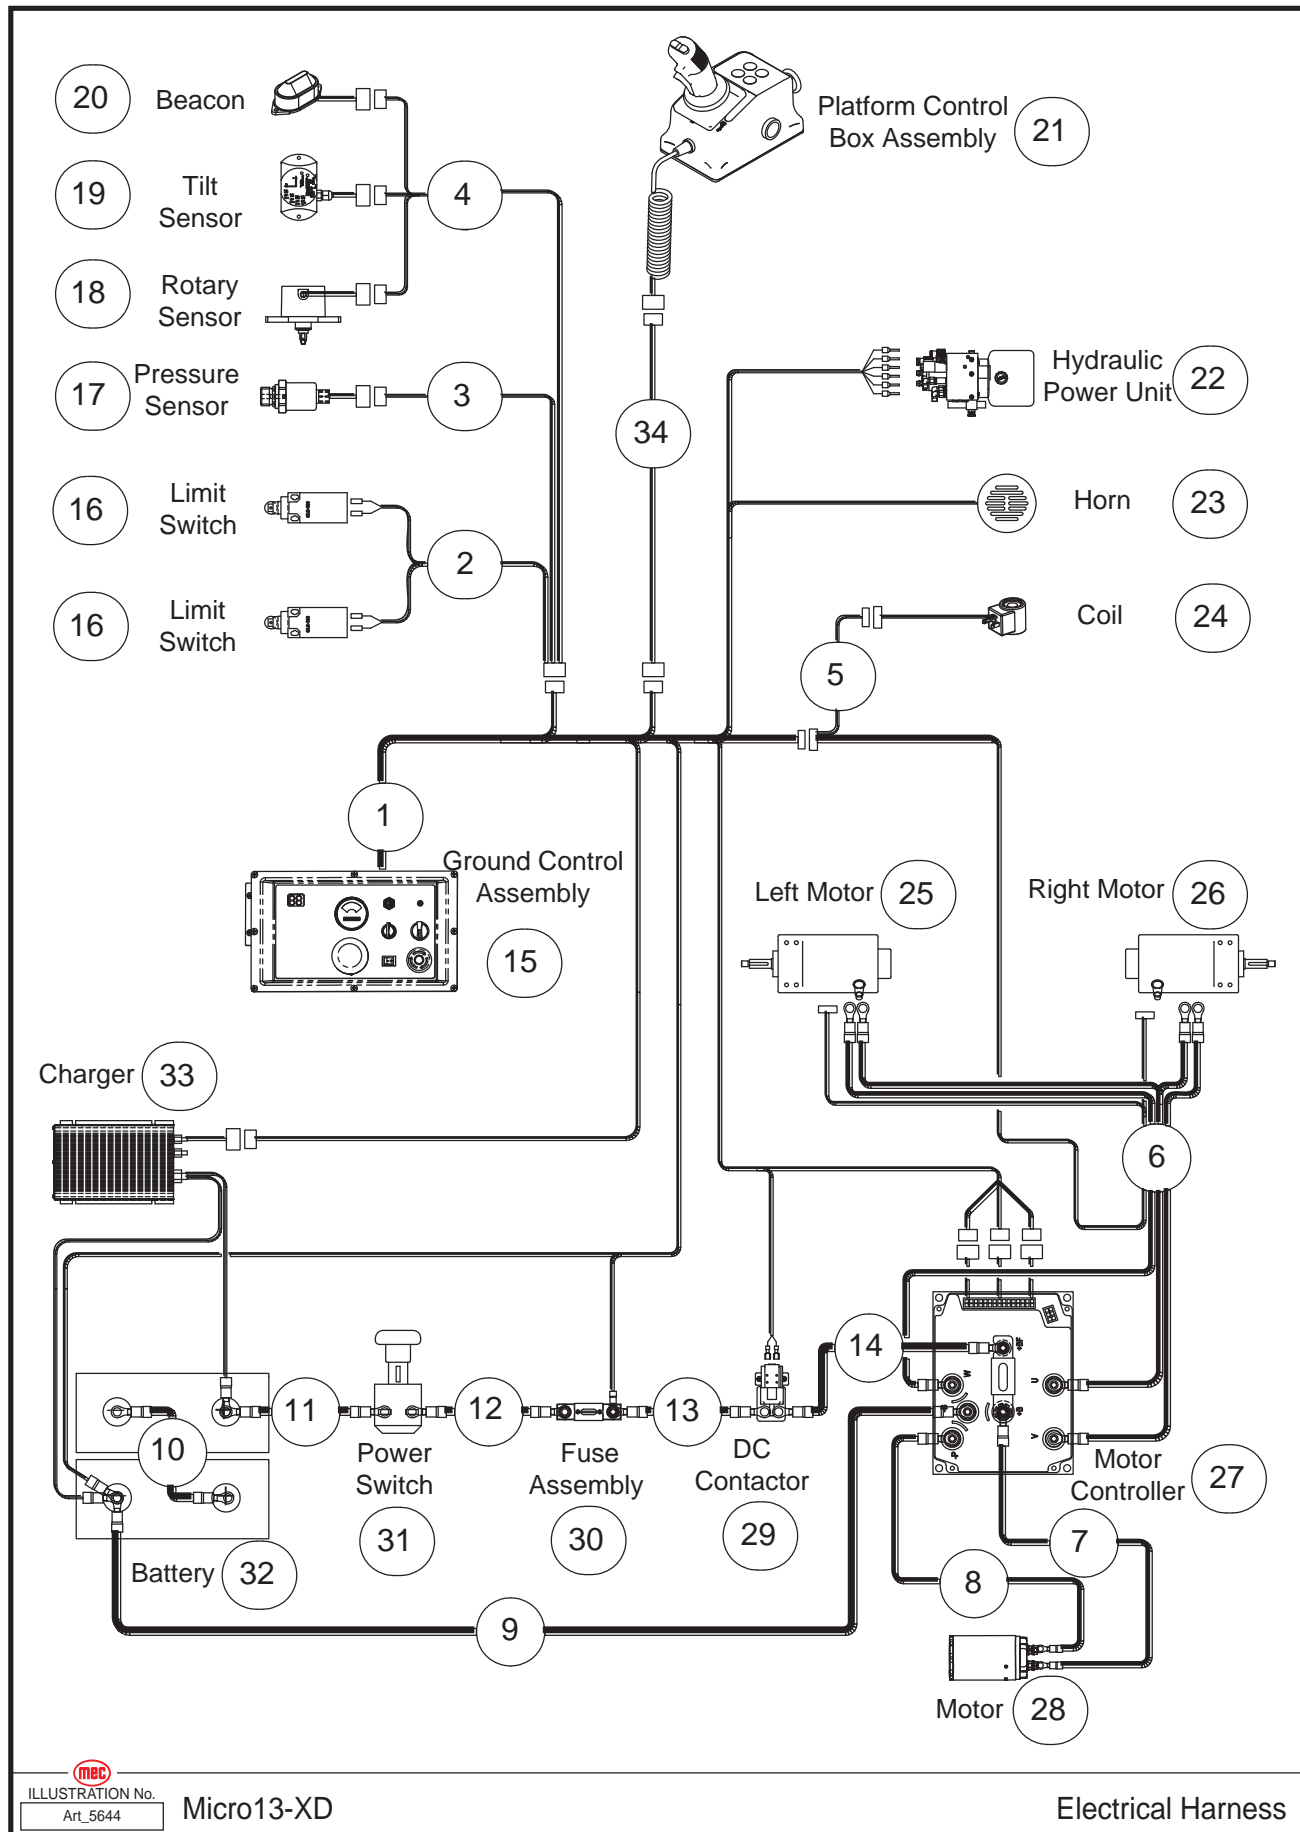 20 Beacon
19 Tilt
Sensor
18 Rotary
Sensor
17 Pressure
Sensor
16 Limit
Switch
16 Limit
Switch
4
3
2
34
Platform Control
Box Assembly 21
Hydraulic
Power Unit 22
Horn 23
Coil 24
5
1
Ground Control
Assembly
15
Left Motor 25
Right Motor 26
Charger 33
6
14
11
12
13
10
Power
Switch
31
Fuse
Assembly
30
DC
Contactor
29
W
U
V
P
+B
Motor
Controller 27
Battery 32
7
8
9
Motor 28
mec
ILLUSTRATION No.
Art_5644
Micro13-XD
Electrical Harness